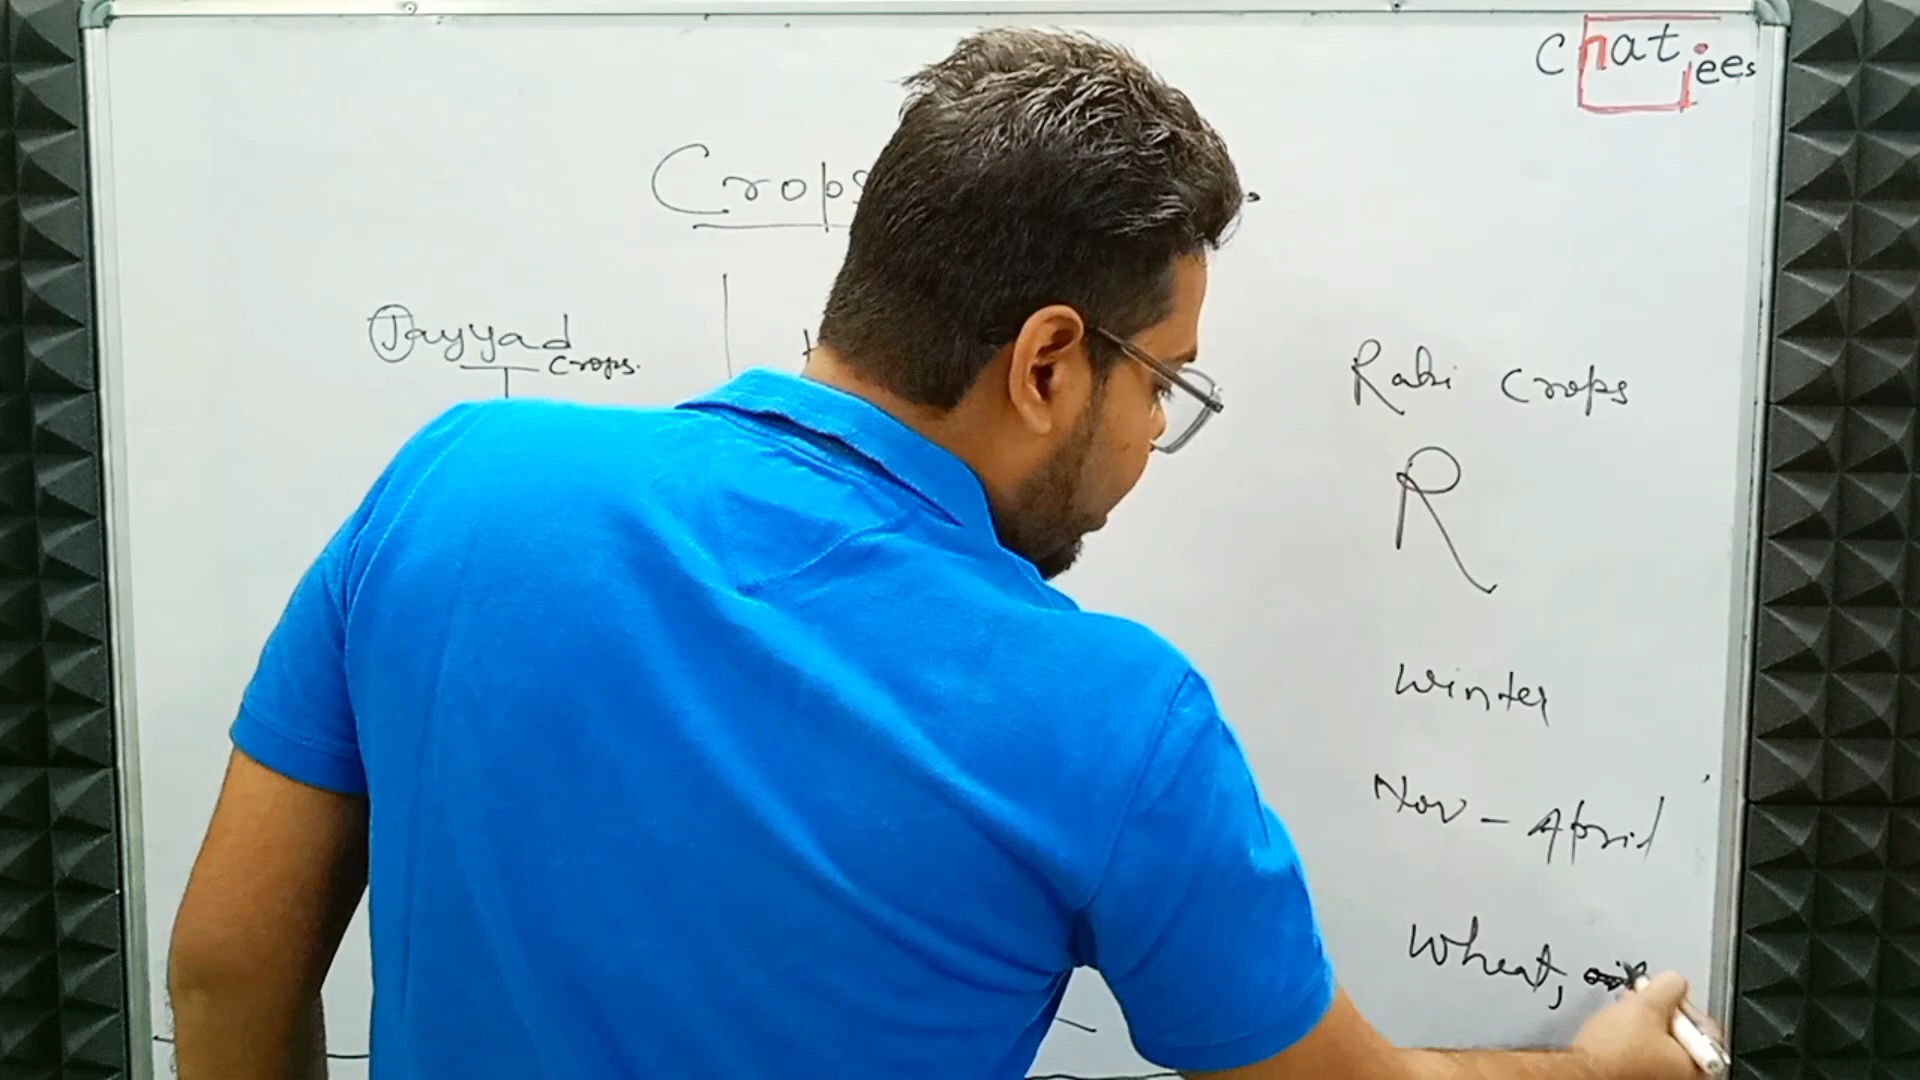 chatjees
Crops
Jayyad
crops.
Rabi crops
R
Winter
Nov - April
Wheat,